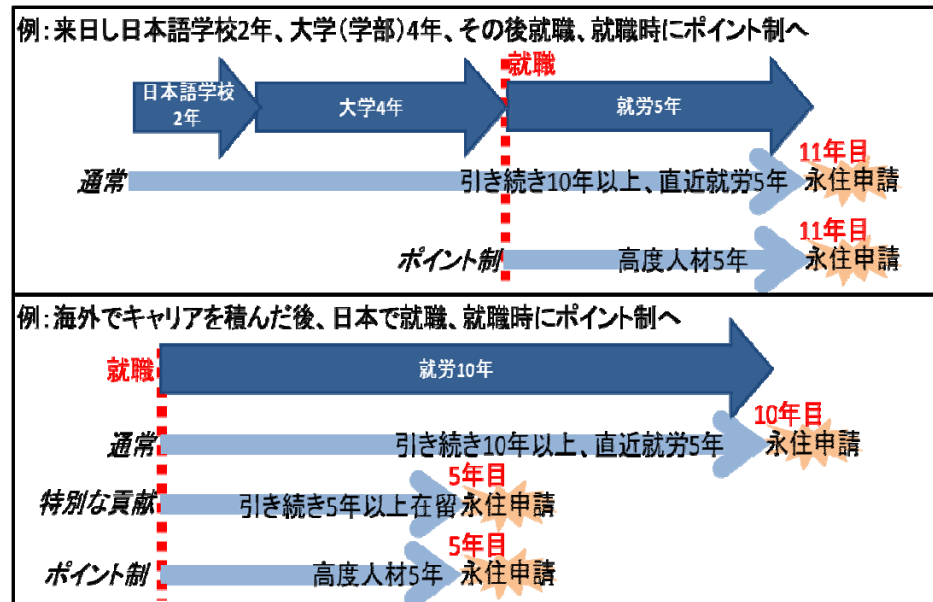 例：来日し日本語学校2年、大学（学部）4年、その後就職、就職時にポイント制へ
就職
日本語学校
2年
大学4年
就労5年
11年目
通常
引き続き10年以上、直近就労5年
永住申請
11年目
ポイント制
高度人材5年
永住申請
例：海外でキャリアを積んだ後、日本で就職、就職時にポイント制へ
就職
就労10年
10年目
通常
引き続き10年以上、直近就労5年
永住申請
5年目
特別な貢献
引き続き5年以上在留
永住申請
5年目
ポイント制
高度人材5年
永住申請